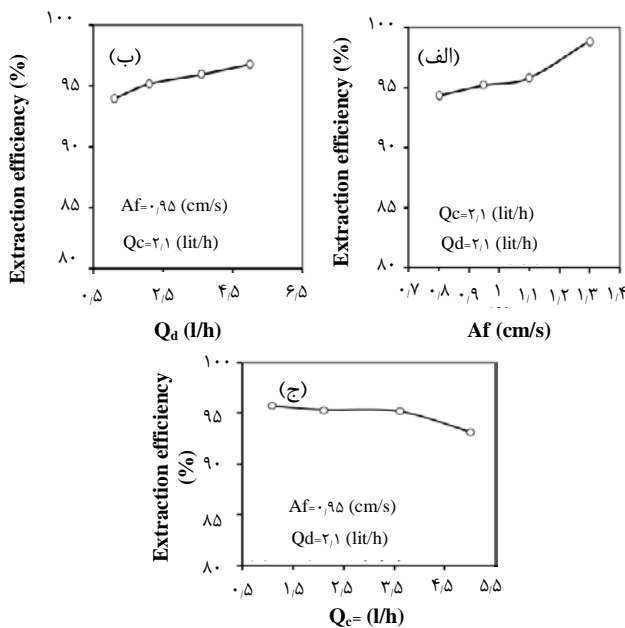 (الف)
Extraction efficiency (%)
۱۰۰
۹۵
۹۰
۸۵
۸۰
Qc=۲٫۱ (lit/h)
Qd=۲٫۱ (lit/h)
۰٫۷ ۰٫۸ ۰٫۹ ۱ ۱٫۱ ۱٫۲ ۱٫۳ ۱٫۴
Af (cm/s)
(ب)
Extraction efficiency (%)
۱۰۰
۹۵
۹۰
۸۵
۸۰
Af=۰٫۹۵ (cm/s)
Qc=۲٫۱ (lit/h)
۰٫۵ ۲٫۵ ۴٫۵ ۶٫۵
Qd (l/h)
(ج)
Extraction efficiency
(%)
۱۰۰
۹۵
۹۰
۸۵
۸۰
Af=۰٫۹۵ (cm/s)
Qd=۲٫۱ (lit/h)
۰٫۵ ۱٫۵ ۲٫۵ ۳٫۵ ۴٫۵ ۵٫۵
Qc= (l/h)